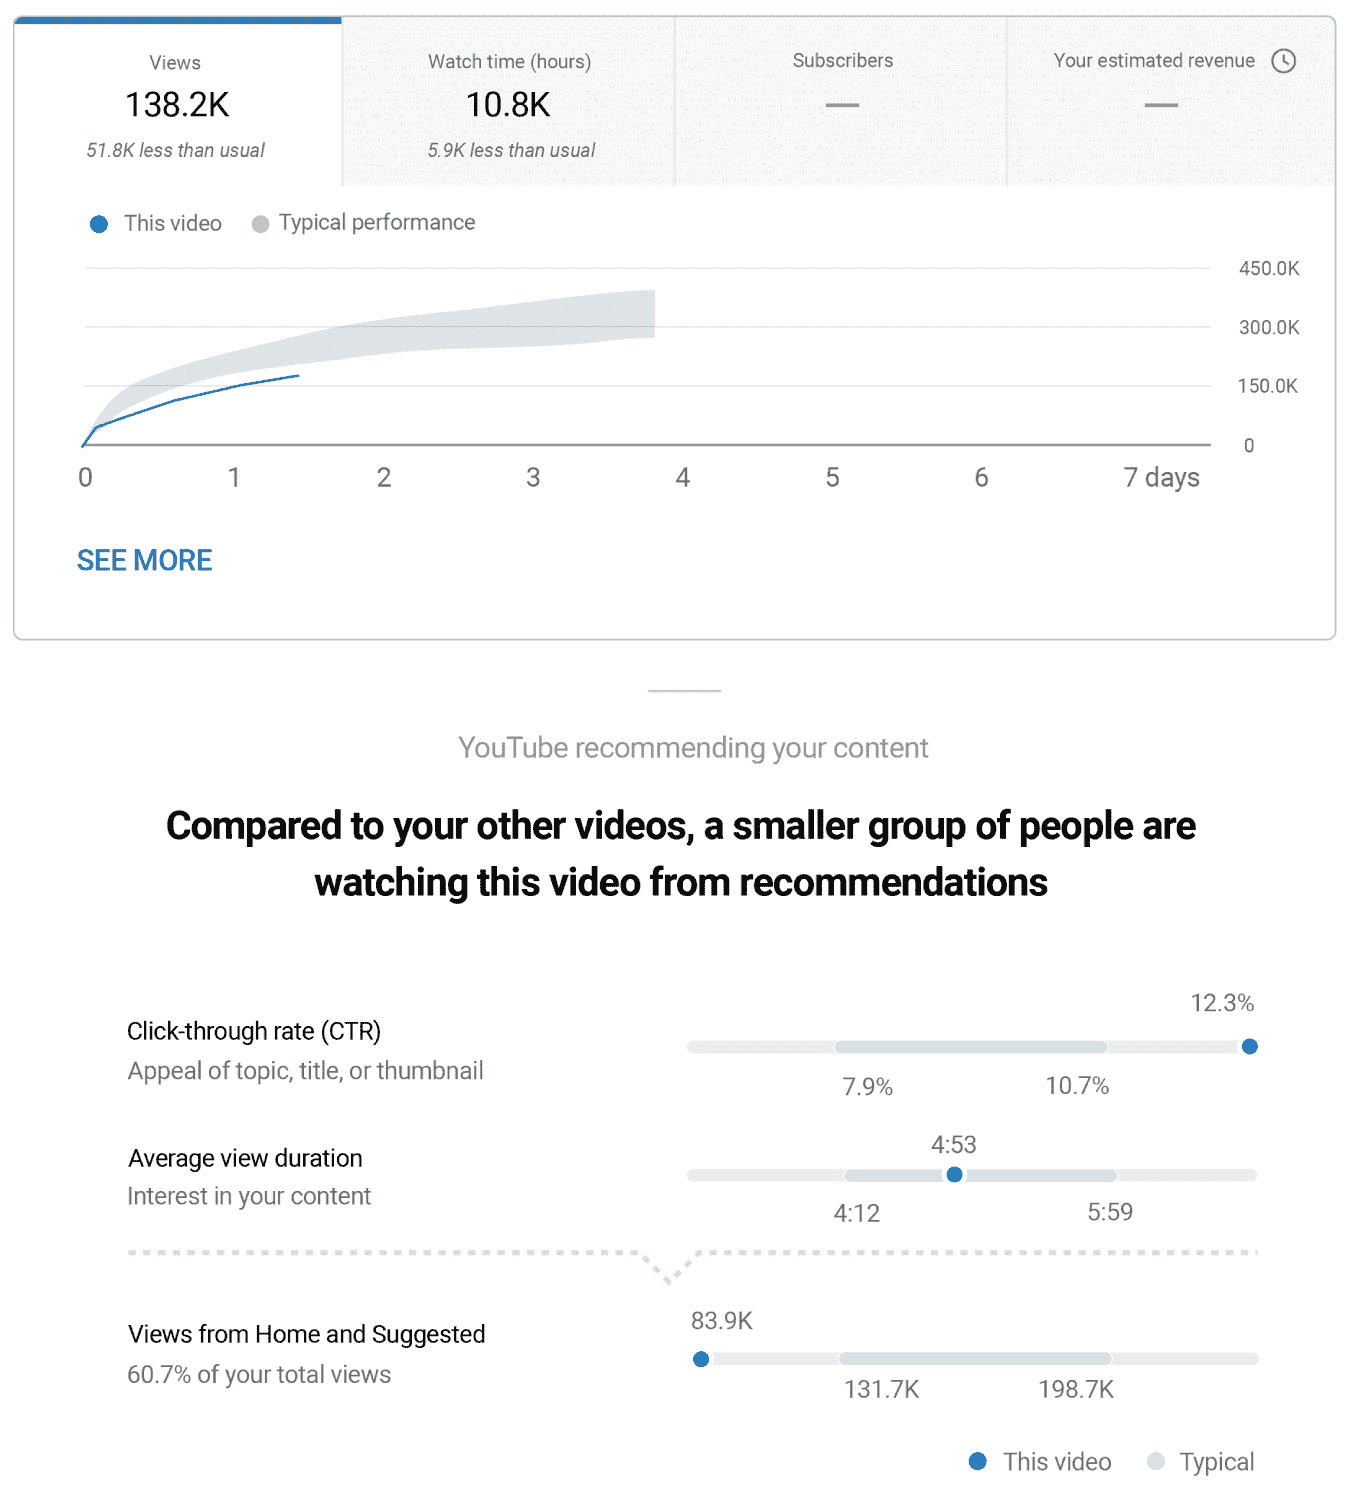 Views
138.2K
51.8K less than usual
Watch time (hours)
10.8K
5.9K less than usual
Subscribers
—
Your estimated revenue
—
This video
Typical performance
450.0K
300.0K
150.0K
0
0 1 2 3 4 5 6 7 days
SEE MORE
YouTube recommending your content
Compared to your other videos, a smaller group of people are
watching this video from recommendations
Click-through rate (CTR)
Appeal of topic, title, or thumbnail
12.3%
7.9% 10.7%
Average view duration
Interest in your content
4:53
4:12 5:59
Views from Home and Suggested
60.7% of your total views
83.9K
131.7K 198.7K
This video Typical